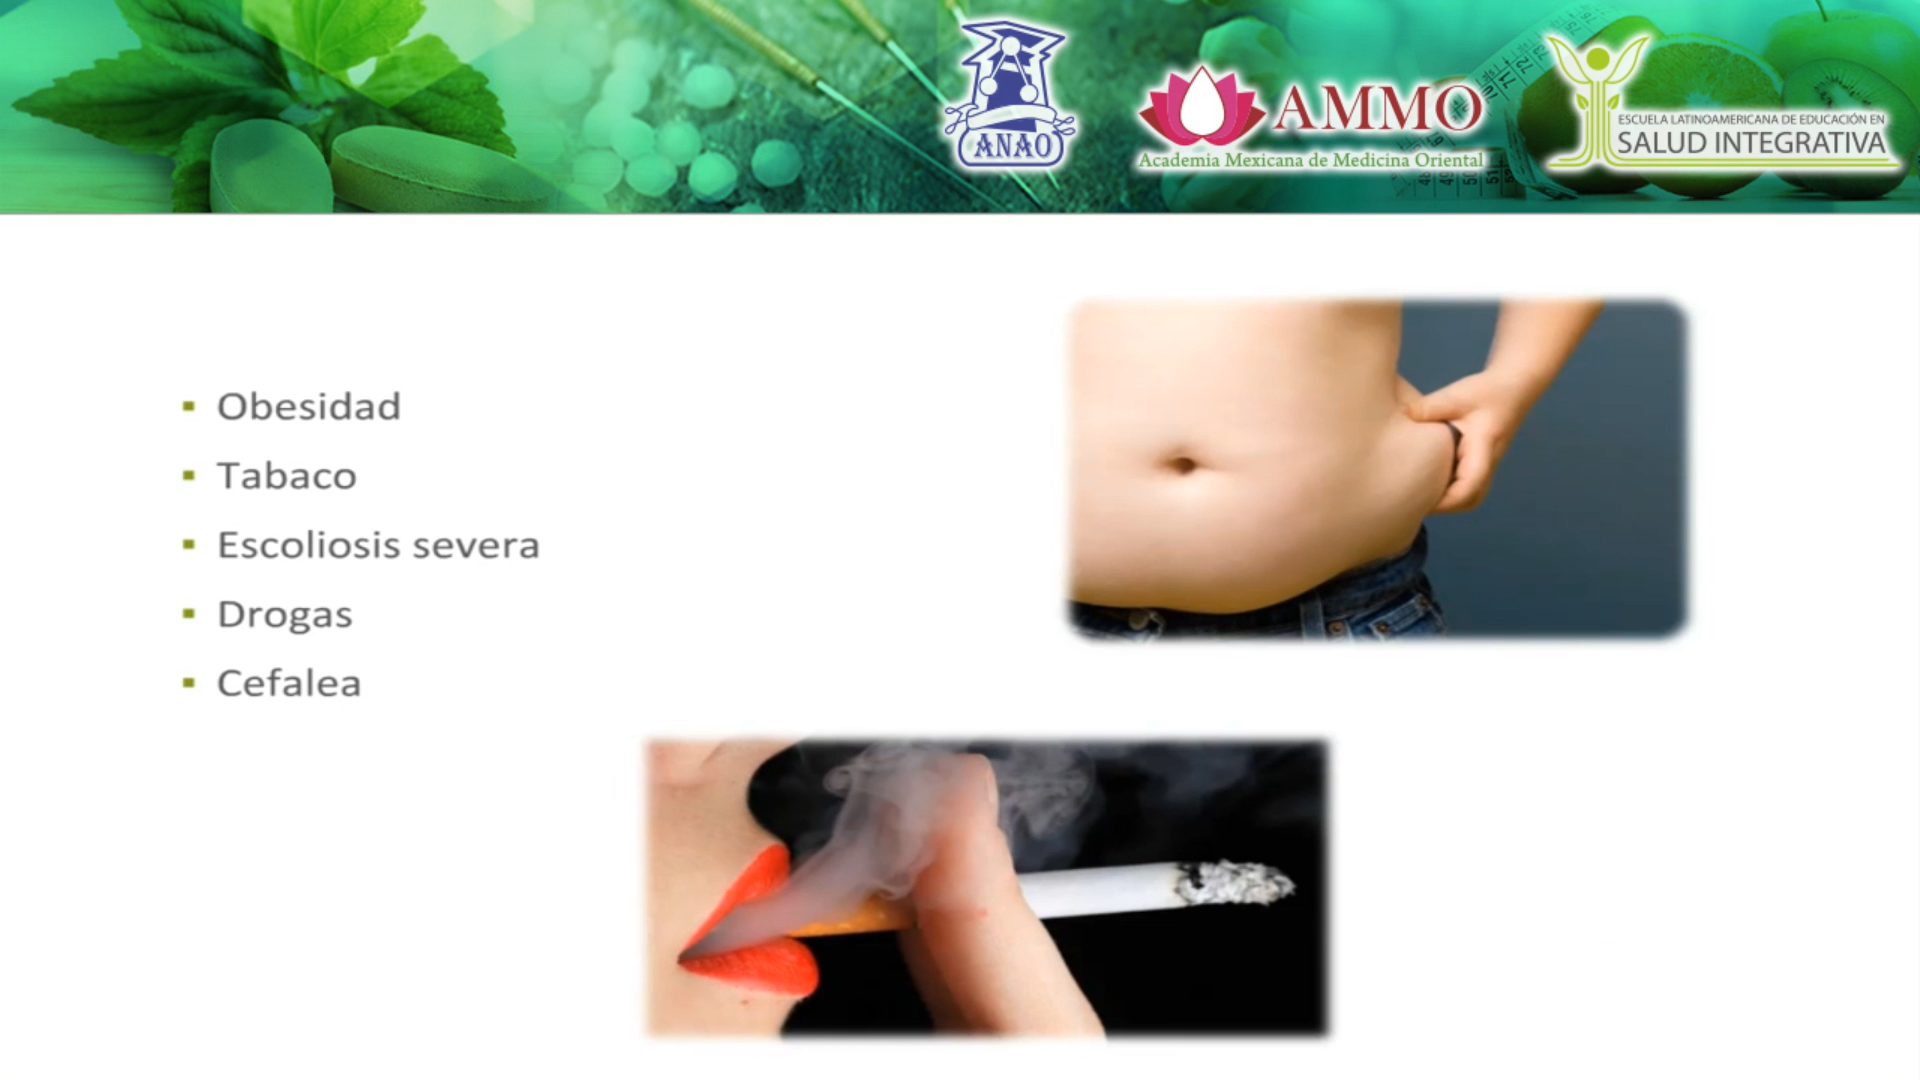 ANAO
AMMO
Academia Mexicana de Medicina Oriental
ESCUELA LATINOAMERICANA DE EDUCACIÓN EN
SALUD INTEGRATIVA
Obesidad
Tabaco
Escoliosis severa
Drogas
Cefalea